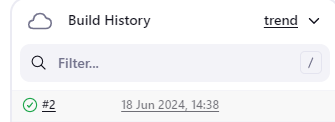 Build History trend
Filter... /
#2 18 Jun 2024, 14:38